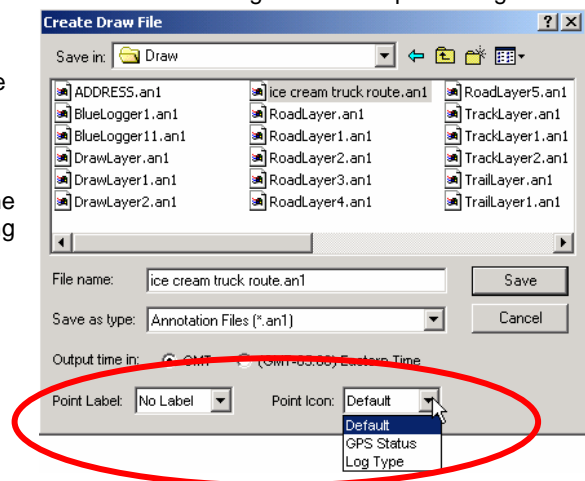 Create Draw File
Save in: Draw
ADDRESS.an1 ice cream truck route.an1 RoadLayer5.an1
BlueLogger1.an1 RoadLayer.an1 TrackLayer.an1
BlueLogger11.an1 RoadLayer1.an1 TrackLayer1.an1
DrawLayer.an1 RoadLayer2.an1 TrackLayer2.an1
DrawLayer1.an1 RoadLayer3.an1 TrailLayer.an1
DrawLayer2.an1 RoadLayer4.an1 TrailLayer1.an1
File name: ice cream truck route.an1 Save
Save as type: Annotation Files (*.an1) Cancel
Output time in: GMT (GMT-05:00) Eastern Time
Point Label: No Label Point Icon: Default
Default
GPS Status
Log Type